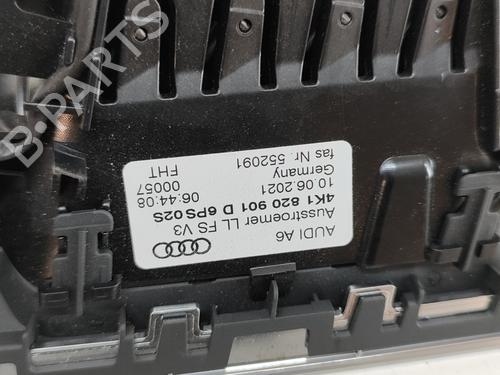 AUDI A6
Ausstroemer LL FS V3
4K1 820 901 D 6PS 02S
10.06.2021 06:44:08
Germany 00057
fas Nr 552091 FHT
B-PARTS